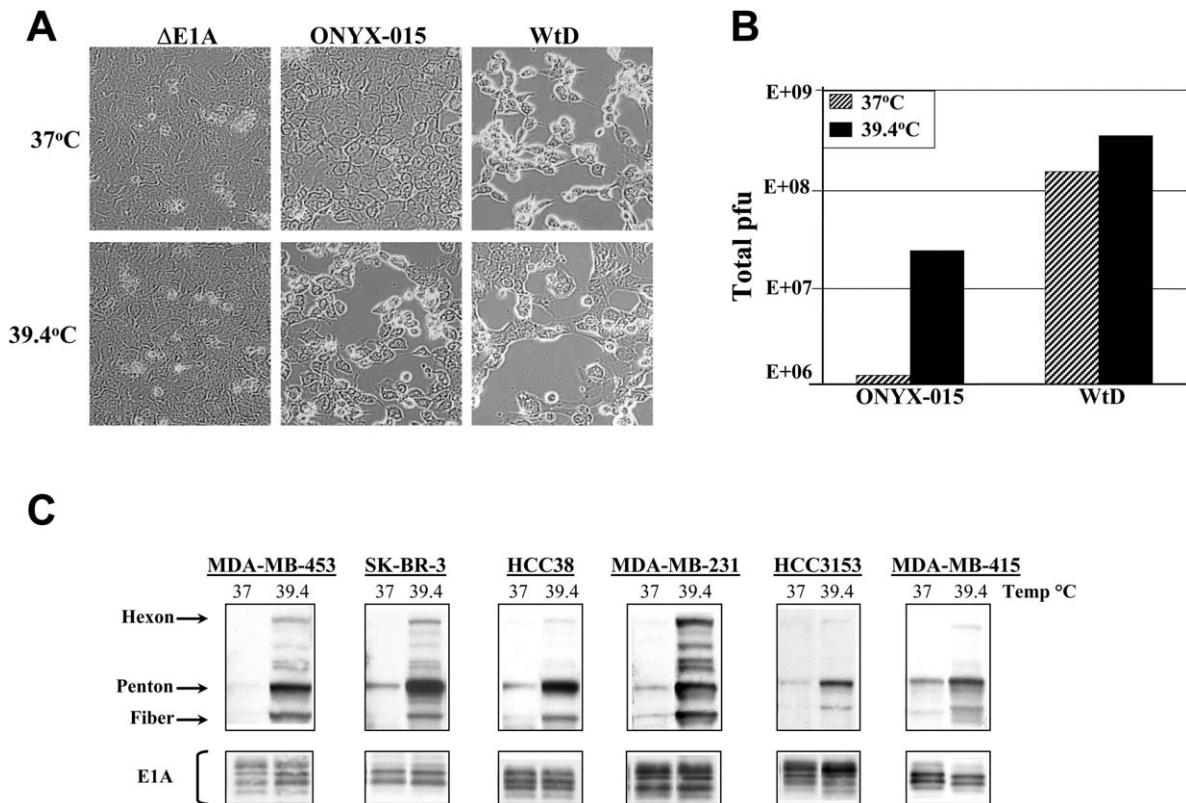 A
ΔE1A ONYX-015 WtD
37°C
39.4°C
B
Total pfu
E+09
E+08
E+07
E+06
37°C
39.4°C
ONYX-015 WtD
C
MDA-MB-453 SK-BR-3 HCC38 MDA-MB-231 HCC3153 MDA-MB-415
37 39.4 37 39.4 37 39.4 37 39.4 37 39.4 37 39.4 Temp °C
Hexon
Penton
Fiber
E1A